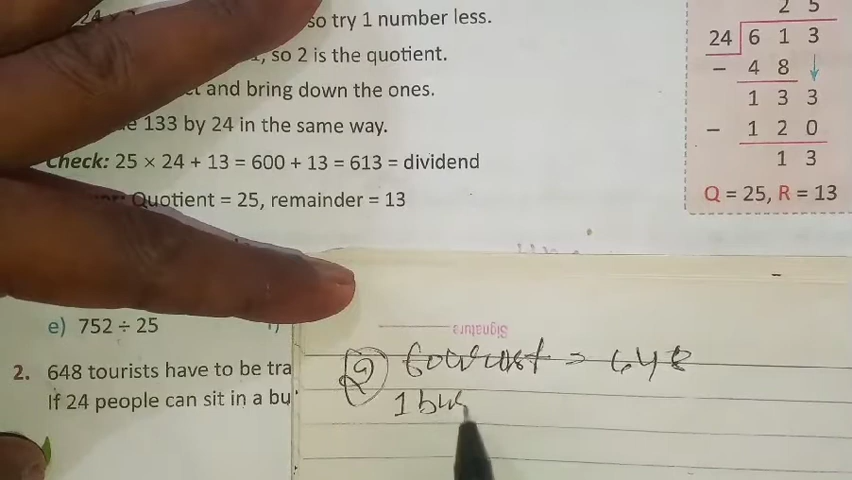 so try 1 number less.
, so 2 is the quotient.
and bring down the ones.
133 by 24 in the same way.
Check: 25 × 24 + 13 = 600 + 13 = 613 = dividend
Quotient = 25, remainder = 13
2 5
24 6 1 3
− 4 8 ↓
1 3 3
− 1 2 0
1 3
Q = 25, R = 13
e) 752 ÷ 25
2. 648 tourists have to be tra
If 24 people can sit in a bu
Signature
② tourist = 648
1 bus